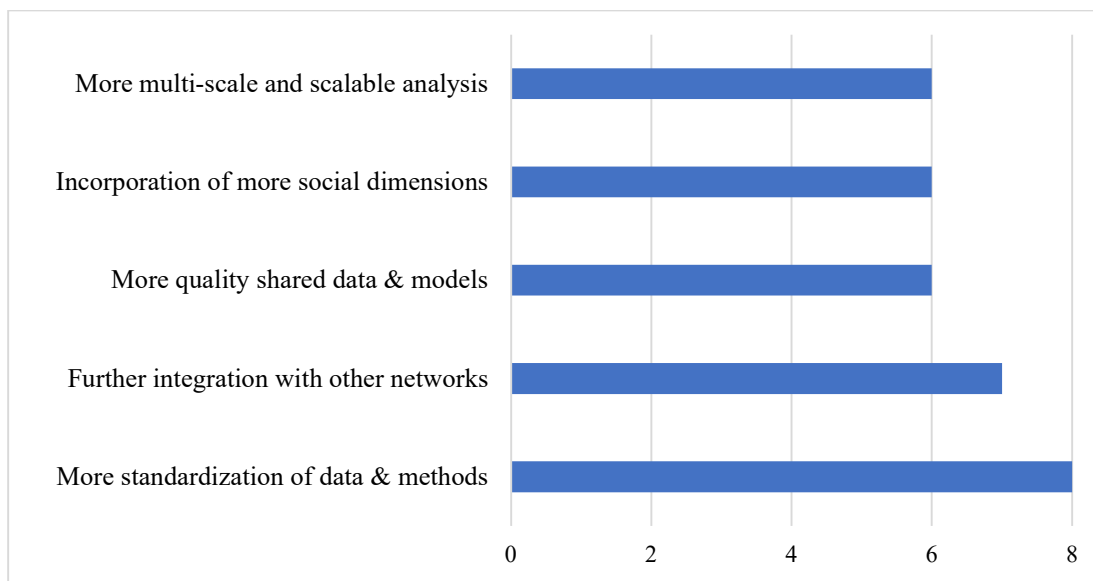 More multi-scale and scalable analysis
Incorporation of more social dimensions
More quality shared data & models
Further integration with other networks
More standardization of data & methods
0 2 4 6 8